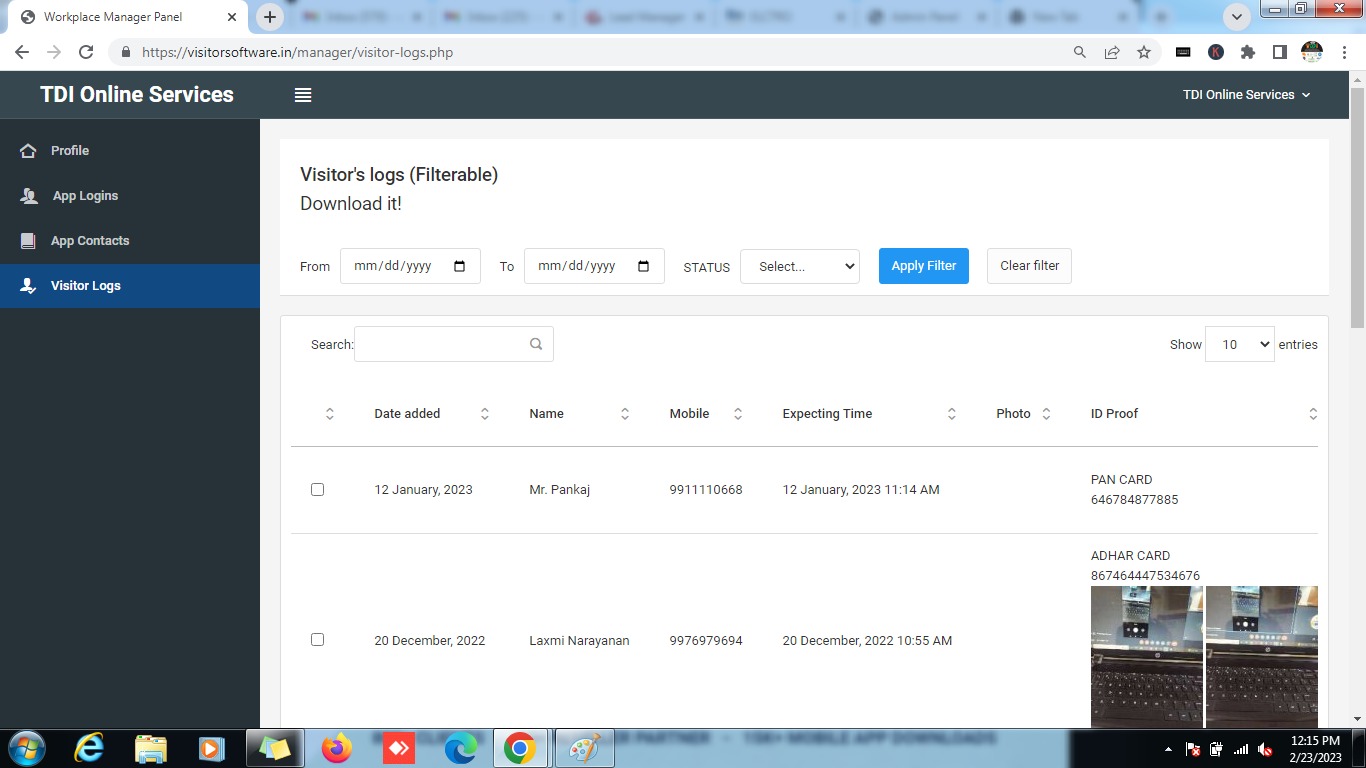 Workplace Manager Panel
https://visitorsoftware.in/manager/visitor-logs.php
TDI Online Services
TDI Online Services
Profile
App Logins
App Contacts
Visitor Logs
Visitor's logs (Filterable)
Download it!
From mm/dd/yyyy To mm/dd/yyyy STATUS Select... Apply Filter Clear filter
Search: Show 10 entries
Date added Name Mobile Expecting Time Photo ID Proof
12 January, 2023 Mr. Pankaj 9911110668 12 January, 2023 11:14 AM PAN CARD
646784877885
ADHAR CARD
867464447534676
20 December, 2022 Laxmi Narayanan 9976979694 20 December, 2022 10:55 AM
12:15 PM
2/23/2023